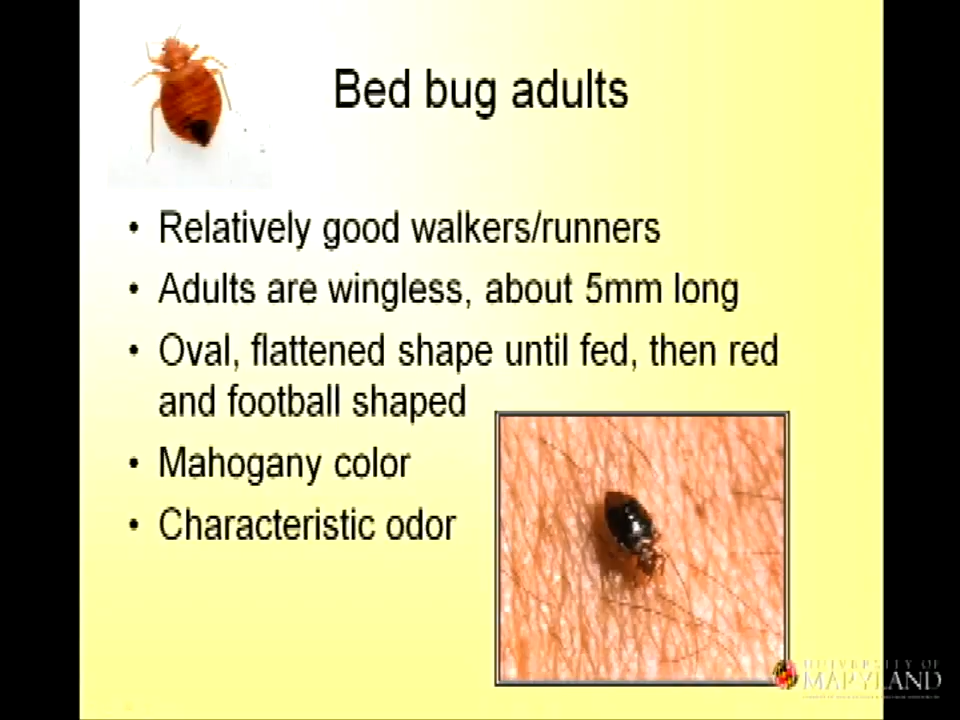 Bed bug adults
• Relatively good walkers/runners
• Adults are wingless, about 5mm long
• Oval, flattened shape until fed, then red
and football shaped
• Mahogany color
• Characteristic odor
UNIVERSITY OF
MARYLAND